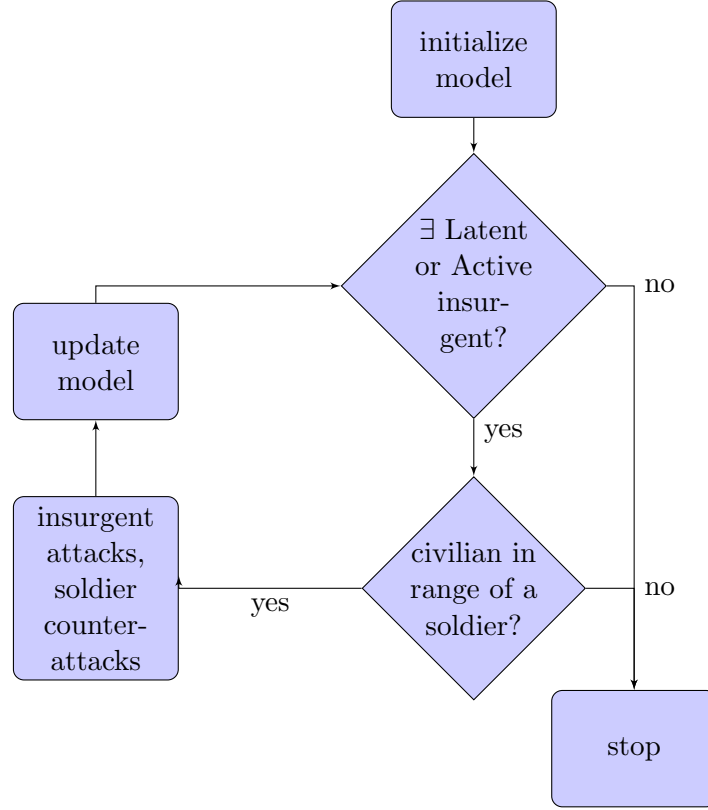 initialize
model
∃ Latent
or Active
insur-
gent?
no
yes
update
model
insurgent
attacks,
soldier
counter-
attacks
yes
civilian in
range of a
soldier?
no
stop